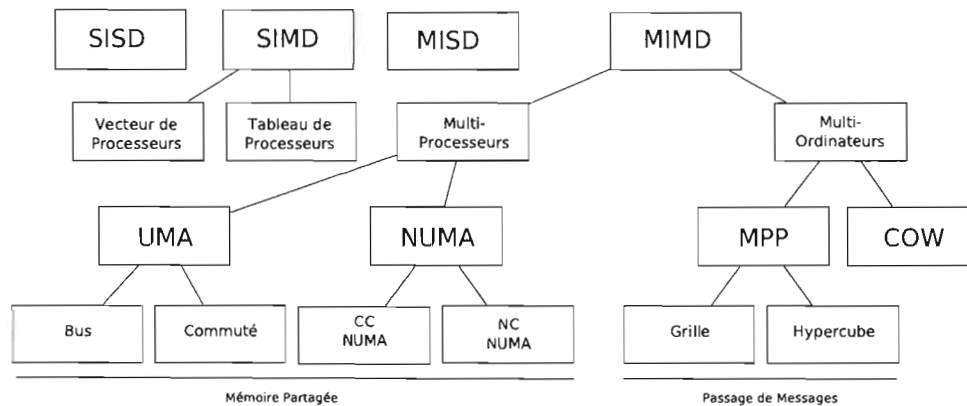 SISD
SIMD
MISD
MIMD
Vecteur de
Processeurs
Tableau de
Processeurs
Multi-
Processeurs
Multi-
Ordinateurs
UMA
NUMA
MPP
COW
Bus
Commuté
CC
NUMA
NC
NUMA
Grille
Hypercube
Mémoire Partagée
Passage de Messages